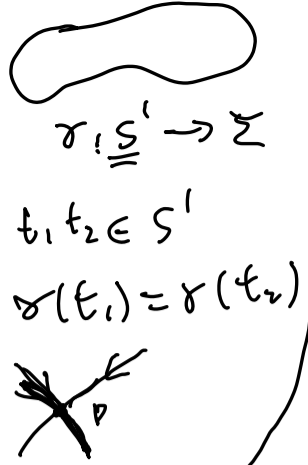 γ: S¹ → Σ
t₁ t₂ ∈ S¹
γ(t₁) = γ(t₂)
p